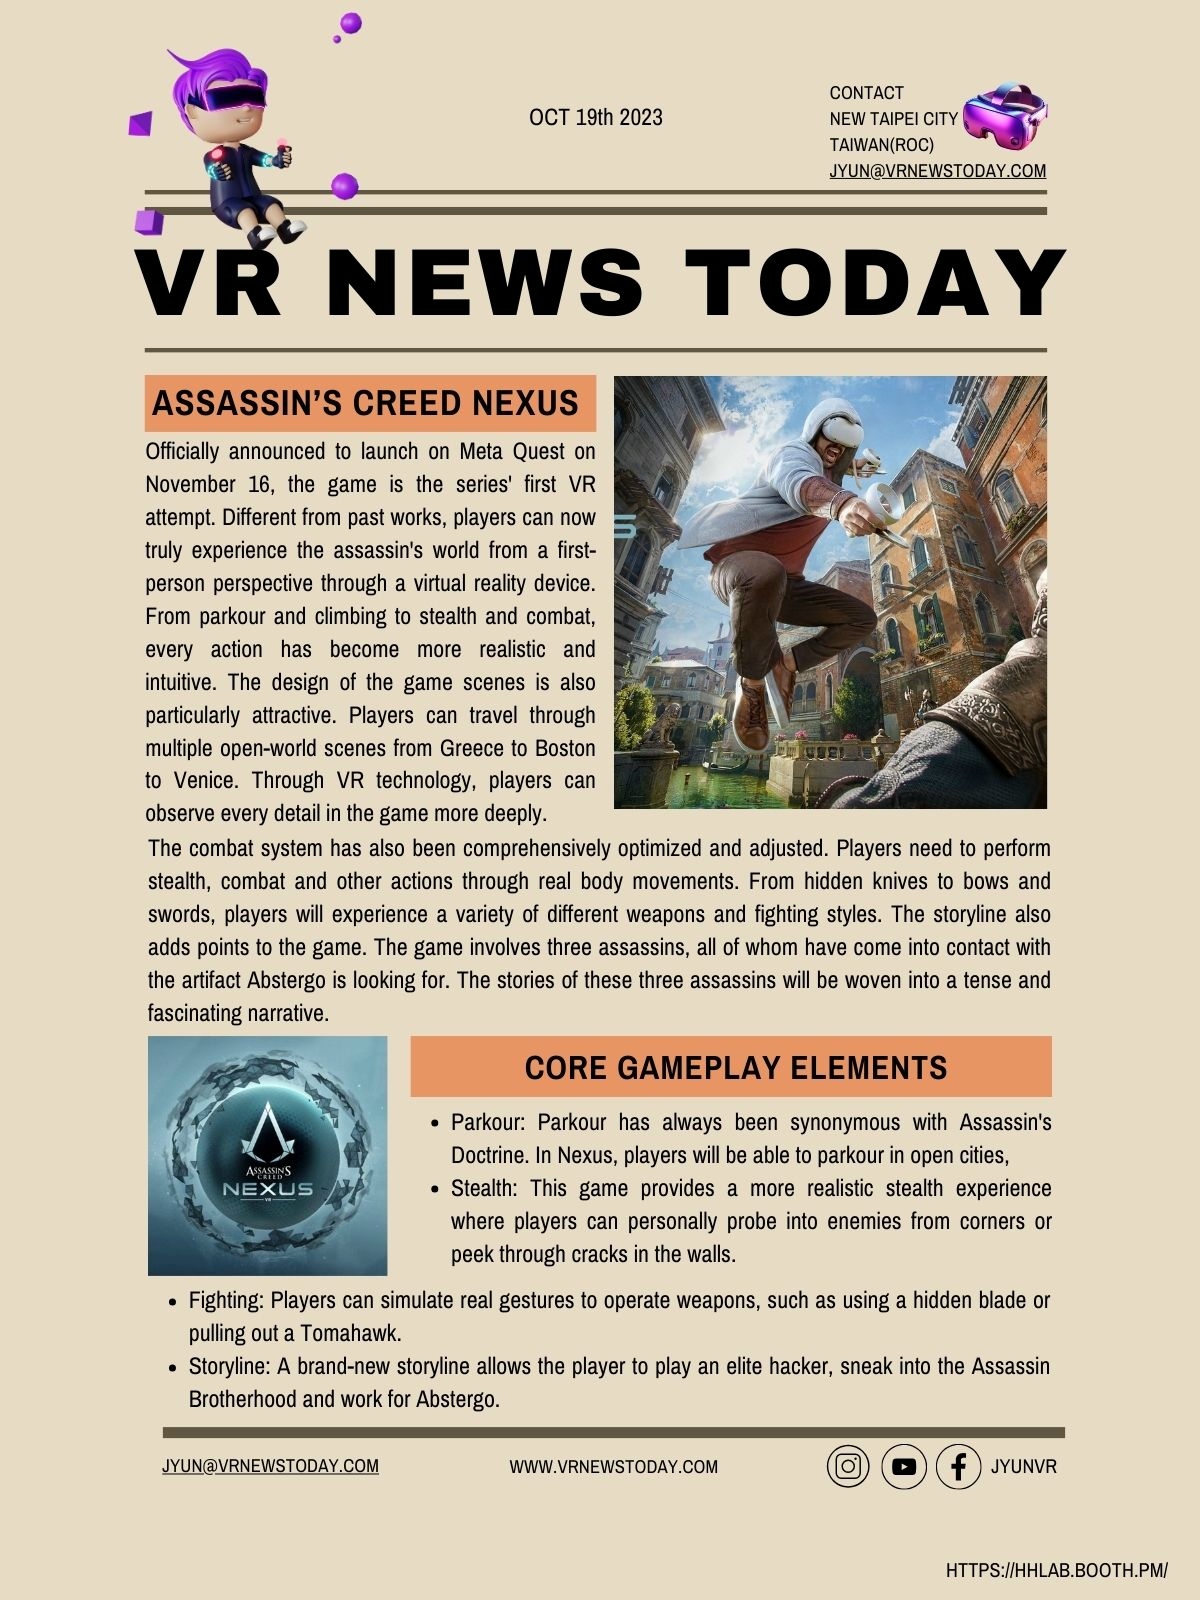 OCT 19th 2023
CONTACT
NEW TAIPEI CITY
TAIWAN(ROC)
JYUN@VRNEWSTODAY.COM
VR NEWS TODAY
ASSASSIN’S CREED NEXUS
Officially announced to launch on Meta Quest on
November 16, the game is the series' first VR
attempt. Different from past works, players can now
truly experience the assassin's world from a first-
person perspective through a virtual reality device.
From parkour and climbing to stealth and combat,
every action has become more realistic and
intuitive. The design of the game scenes is also
particularly attractive. Players can travel through
multiple open-world scenes from Greece to Boston
to Venice. Through VR technology, players can
observe every detail in the game more deeply.
S
The combat system has also been comprehensively optimized and adjusted. Players need to perform
stealth, combat and other actions through real body movements. From hidden knives to bows and
swords, players will experience a variety of different weapons and fighting styles. The storyline also
adds points to the game. The game involves three assassins, all of whom have come into contact with
the artifact Abstergo is looking for. The stories of these three assassins will be woven into a tense and
fascinating narrative.
ASSASSIN'S
CREED
NEXUS
VR
CORE GAMEPLAY ELEMENTS
• Parkour: Parkour has always been synonymous with Assassin's
Doctrine. In Nexus, players will be able to parkour in open cities,
• Stealth: This game provides a more realistic stealth experience
where players can personally probe into enemies from corners or
peek through cracks in the walls.
• Fighting: Players can simulate real gestures to operate weapons, such as using a hidden blade or
pulling out a Tomahawk.
• Storyline: A brand-new storyline allows the player to play an elite hacker, sneak into the Assassin
Brotherhood and work for Abstergo.
JYUN@VRNEWSTODAY.COM
WWW.VRNEWSTODAY.COM
JYUNVR
HTTPS://HHLAB.BOOTH.PM/